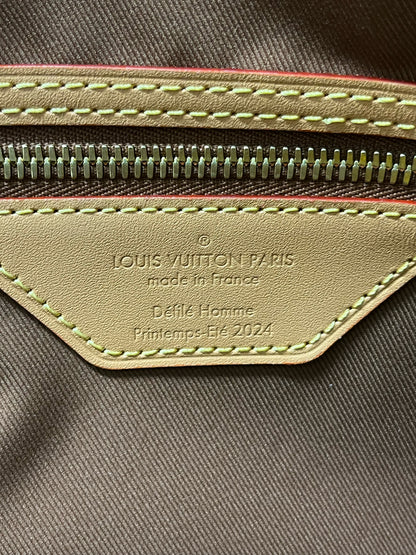 ®
LOUIS VUITTON PARIS
made in France
Défilé Homme
Printemps-Eté 2024